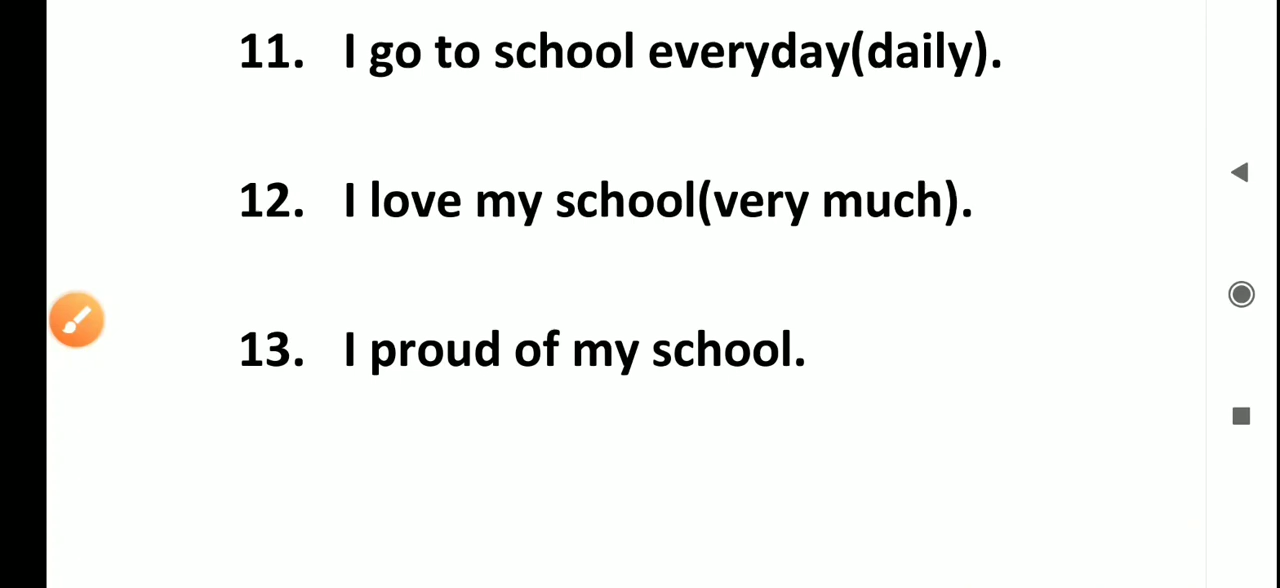 11. I go to school everyday(daily).
12. I love my school(very much).
13. I proud of my school.